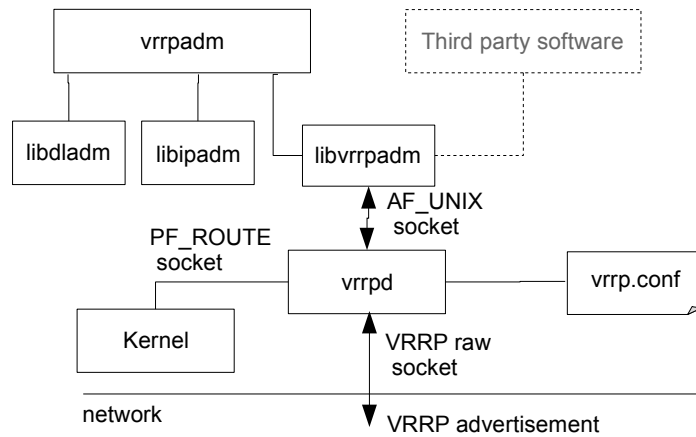 vrrpadm
Third party software
libdladm
libipadm
libvrrpadm
AF_UNIX
socket
PF_ROUTE
socket
vrrpd
vrrp.conf
Kernel
VRRP raw
socket
network
VRRP advertisement